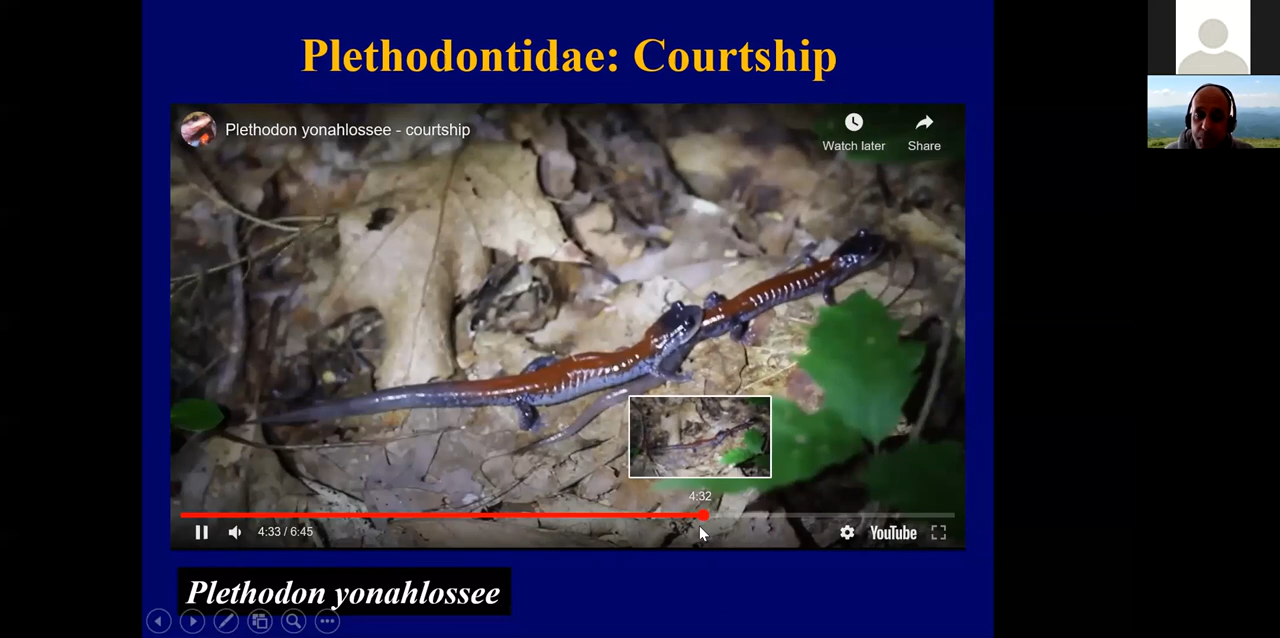 Plethodontidae: Courtship
Plethodon yonahlossee - courtship
Watch later
Share
4:32
4:33 / 6:45
YouTube
Plethodon yonahlossee